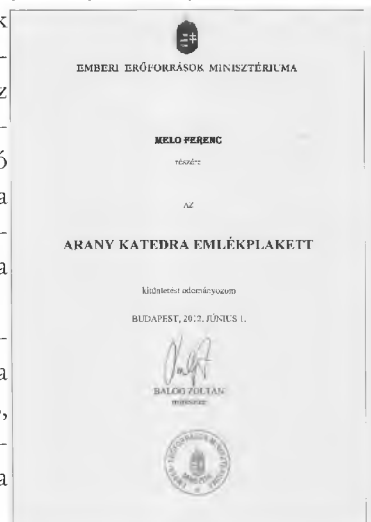 EMBERI ERŐFORRÁSOK MINISZTÉRIUMA
MELO FERENC
részére
AZ
ARANY KATEDRA EMLÉKPLAKETT
kitüntetést adományozom
BUDAPEST, 2012. JÚNIUS 1.
BALOG ZOLTÁN
miniszter